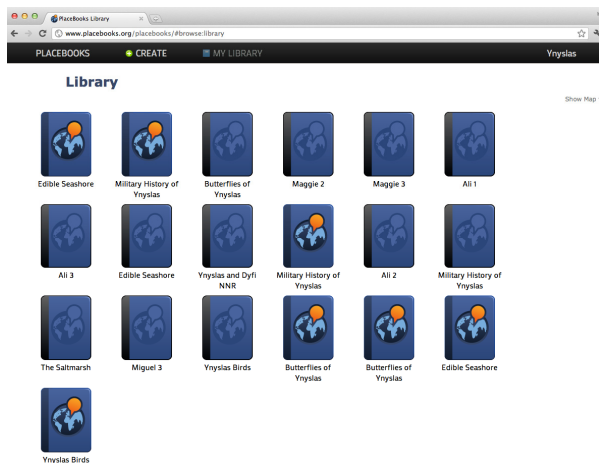 PlaceBooks Library
www.placebooks.org/placebooks/#browse:library
PLACEBOOKS CREATE MY LIBRARY Ynyslas
Library
Show Map
Edible Seashore
Military History of
Ynyslas
Butterflies of
Ynyslas
Maggie 2
Maggie 3
Ali 1
Ali 3
Edible Seashore
Ynyslas and Dyfi
NNR
Military History of
Ynyslas
Ali 2
Military History of
Ynyslas
The Saltmarsh
Miguel 3
Ynyslas Birds
Butterflies of
Ynyslas
Butterflies of
Ynyslas
Edible Seashore
Ynyslas Birds